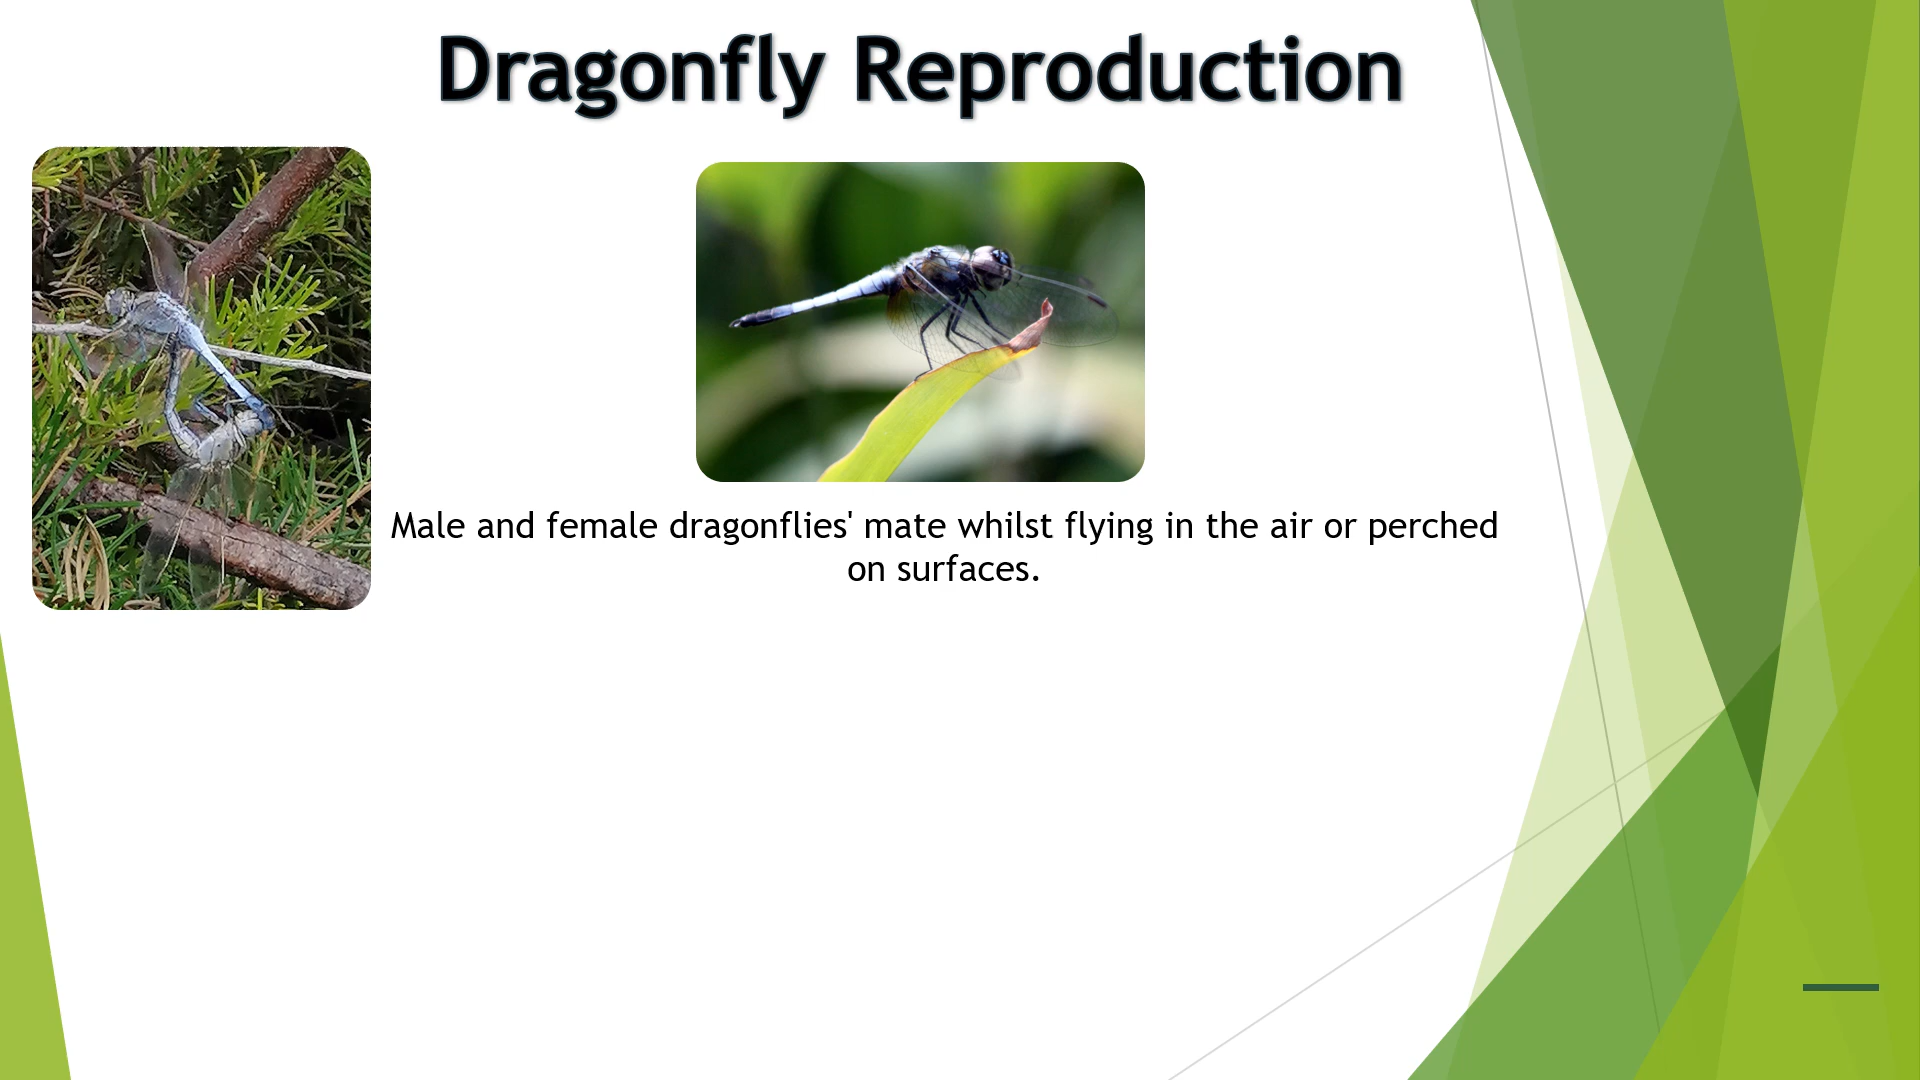 Dragonfly Reproduction
Male and female dragonflies' mate whilst flying in the air or perched
on surfaces.